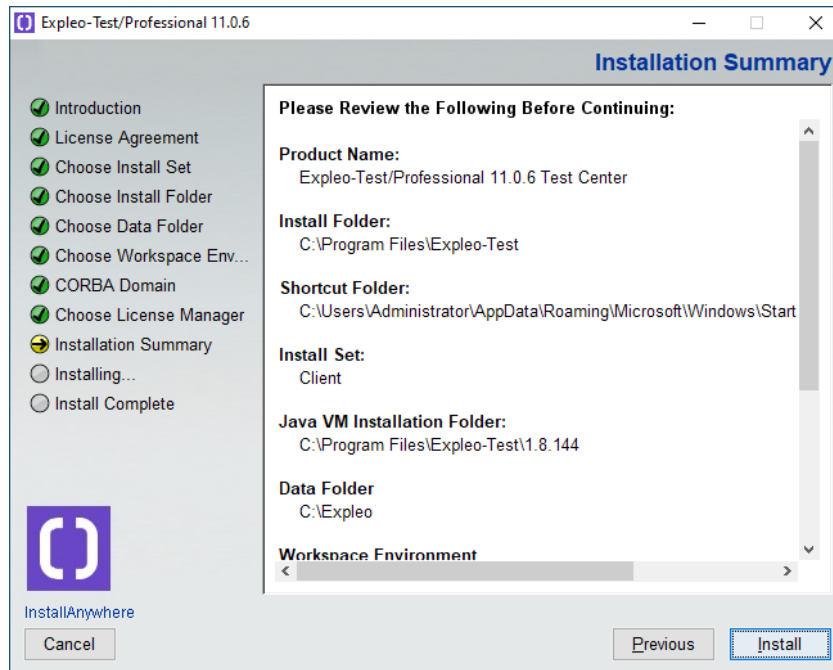 Expleo-Test/Professional 11.0.6
Installation Summary
Introduction
License Agreement
Choose Install Set
Choose Install Folder
Choose Data Folder
Choose Workspace Env...
CORBA Domain
Choose License Manager
Installation Summary
Installing...
Install Complete
Please Review the Following Before Continuing:
Product Name:
Expleo-Test/Professional 11.0.6 Test Center
Install Folder:
C:\Program Files\Expleo-Test
Shortcut Folder:
C:\Users\Administrator\AppData\Roaming\Microsoft\Windows\Start
Install Set:
Client
Java VM Installation Folder:
C:\Program Files\Expleo-Test\1.8.144
Data Folder
C:\Expleo
Workspace Environment
InstallAnywhere
Cancel
Previous
Install